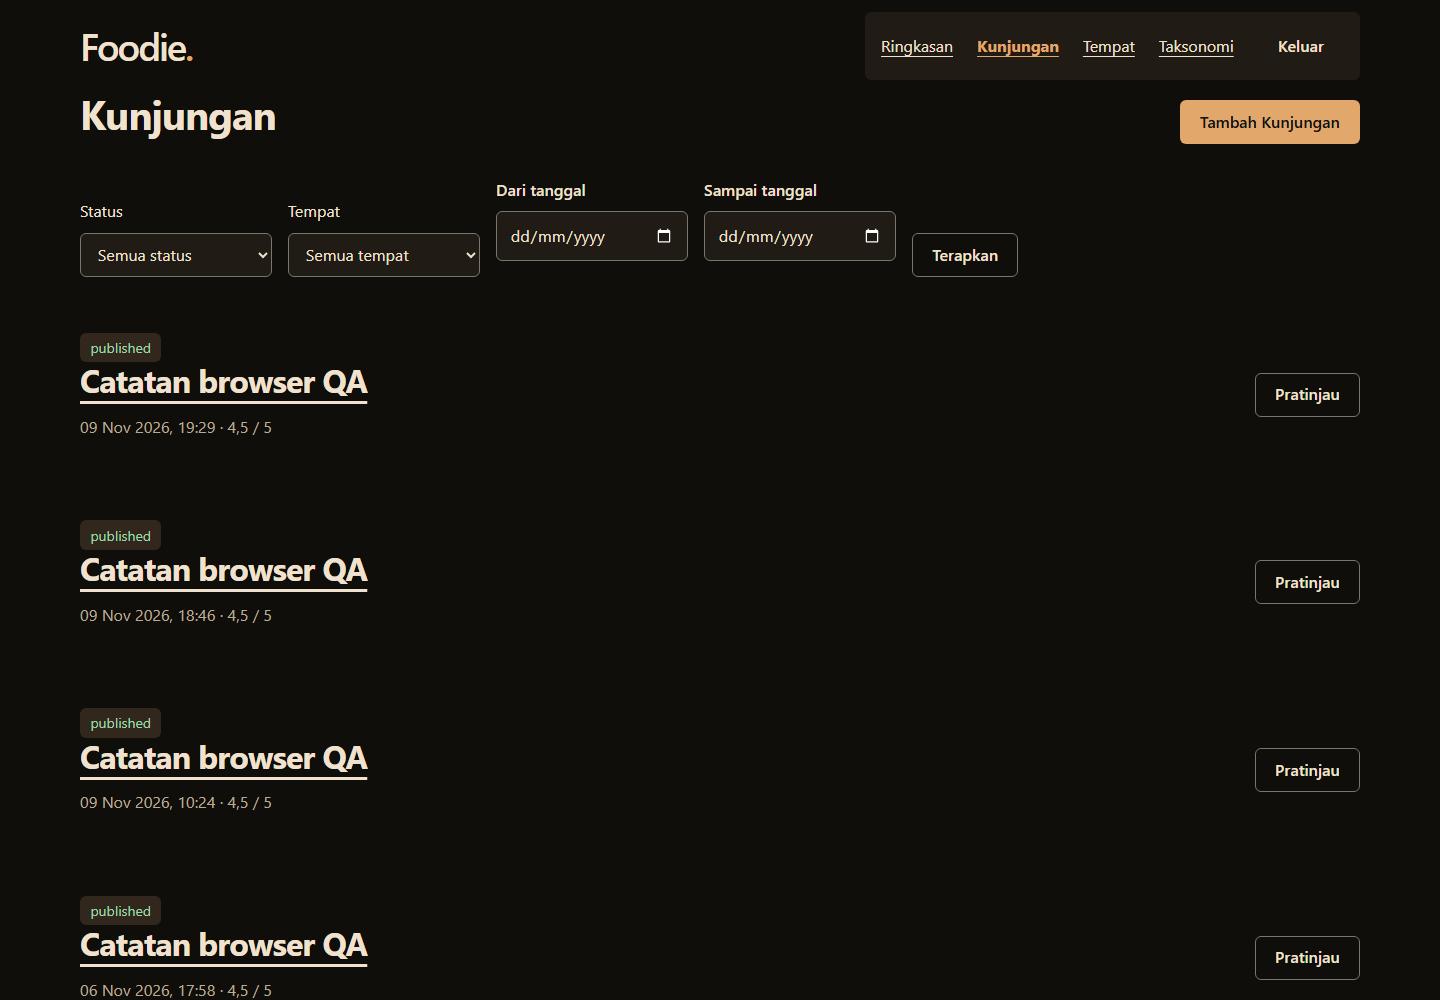 Foodie.
Ringkasan Kunjungan Tempat Taksonomi Keluar
Kunjungan
Tambah Kunjungan
Status
Tempat
Dari tanggal
Sampai tanggal
Semua status
Semua tempat
dd/mm/yyyy
dd/mm/yyyy
Terapkan
published
Catatan browser QA
09 Nov 2026, 19:29 · 4,5 / 5
Pratinjau
published
Catatan browser QA
09 Nov 2026, 18:46 · 4,5 / 5
Pratinjau
published
Catatan browser QA
09 Nov 2026, 10:24 · 4,5 / 5
Pratinjau
published
Catatan browser QA
06 Nov 2026, 17:58 · 4,5 / 5
Pratinjau